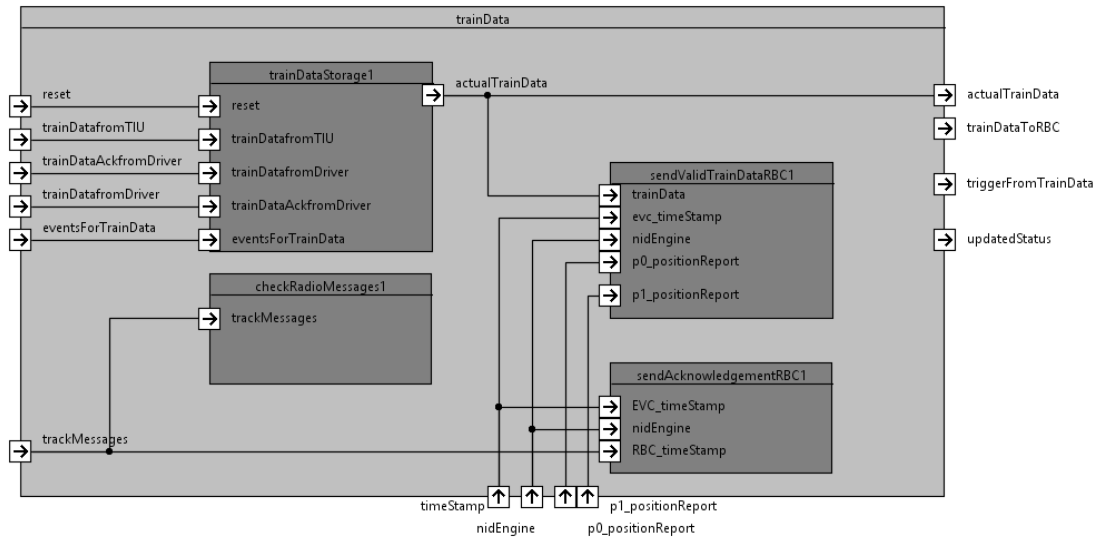 trainData
trainDataStorage1
actualTrainData
reset
reset
actualTrainData
trainDatafromTIU
trainDatafromTIU
trainDataToRBC
trainDataAckfromDriver
trainDatafromDriver
sendValidTrainDataRBC1
triggerFromTrainData
trainDatafromDriver
trainDataAckfromDriver
trainData
evc_timeStamp
eventsForTrainData
eventsForTrainData
nidEngine
updatedStatus
p0_positionReport
checkRadioMessages1
p1_positionReport
trackMessages
sendAcknowledgementRBC1
EVC_timeStamp
nidEngine
trackMessages
RBC_timeStamp
timeStamp
p1_positionReport
nidEngine
p0_positionReport